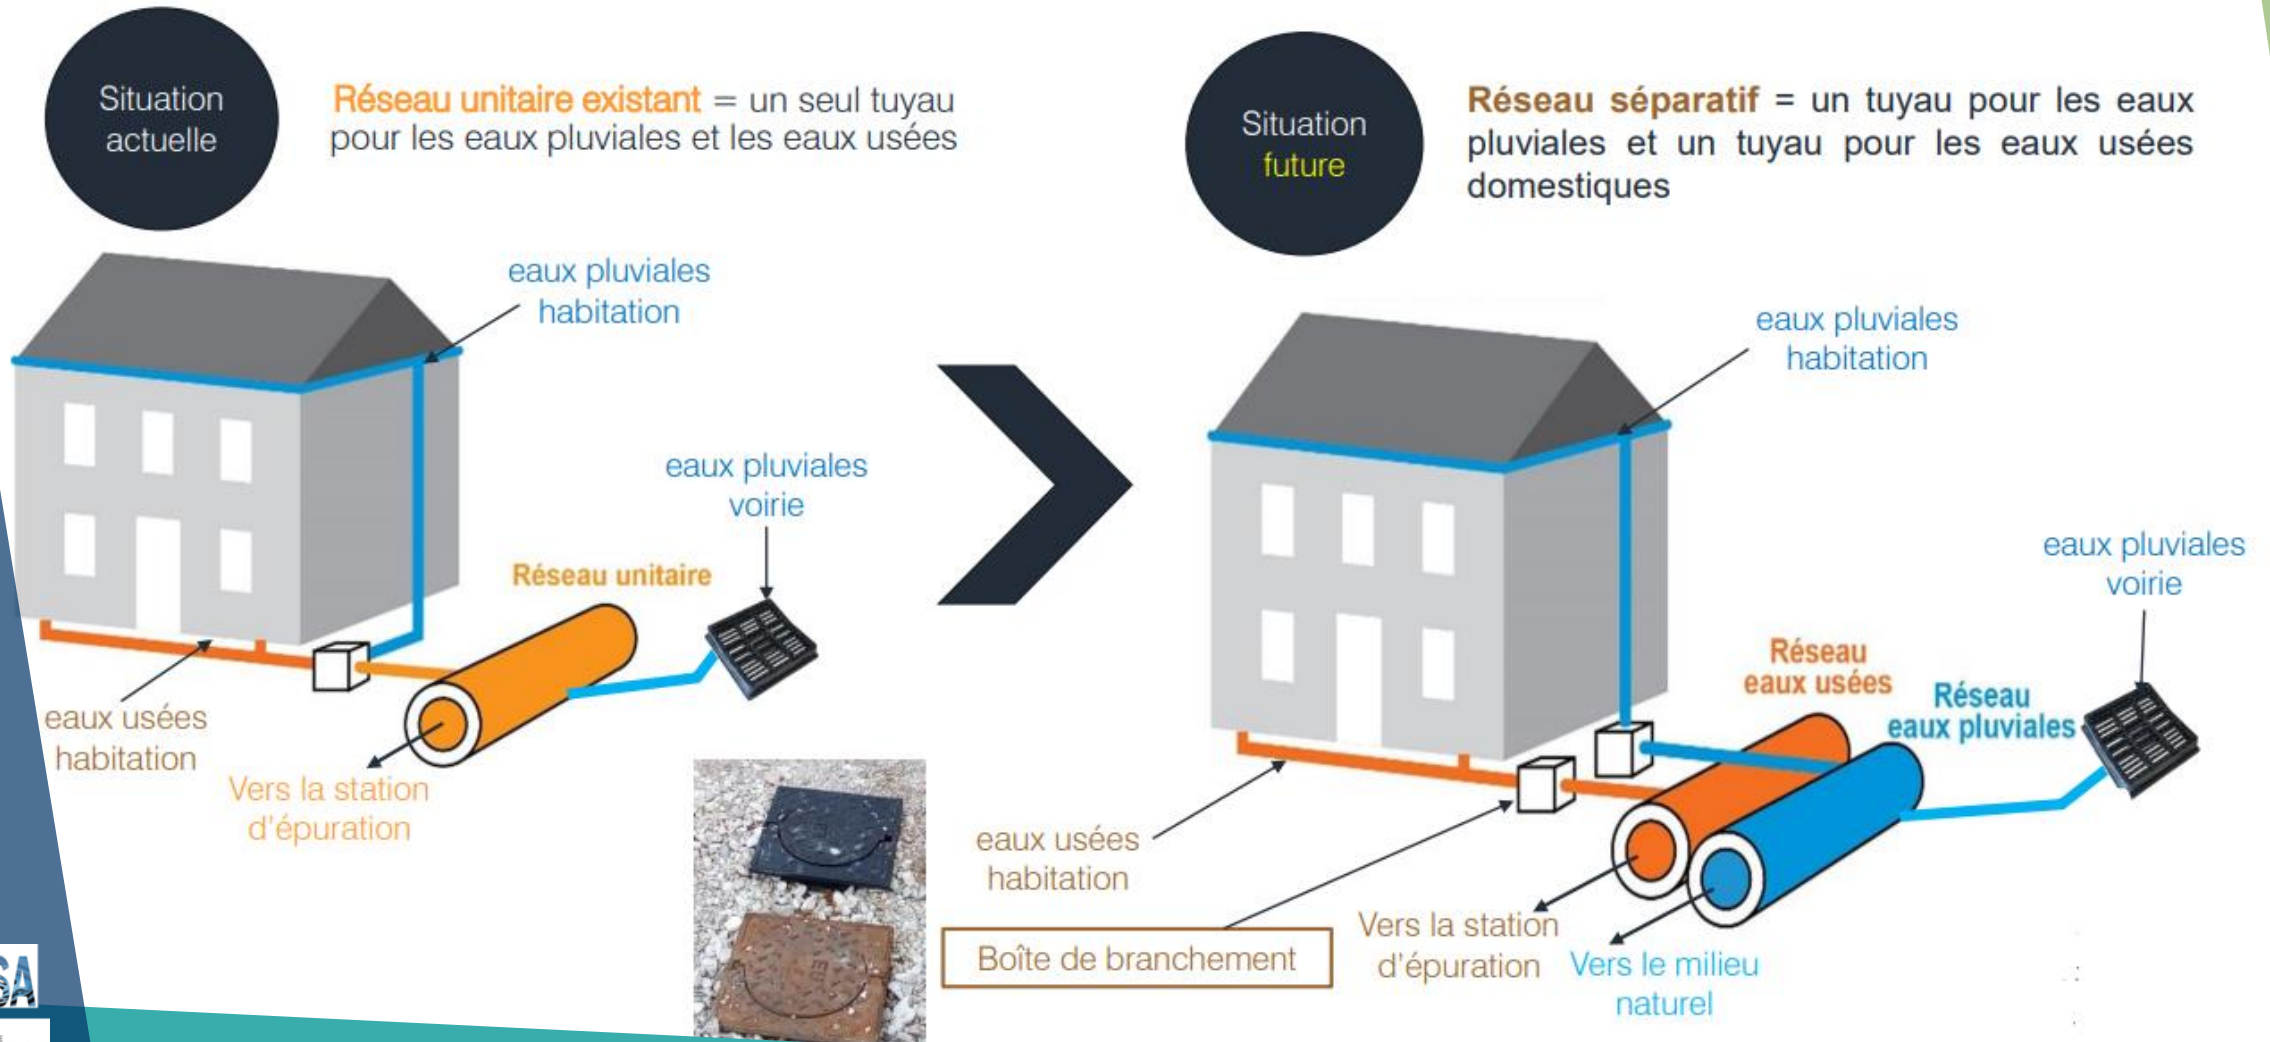 Situation
actuelle
Réseau unitaire existant = un seul tuyau
pour les eaux pluviales et les eaux usées
eaux pluviales
habitation
eaux pluviales
voirie
Réseau unitaire
eaux usées
habitation
Vers la station
d'épuration
Situation
future
Réseau séparatif = un tuyau pour les eaux
pluviales et un tuyau pour les eaux usées
domestiques
eaux pluviales
habitation
eaux pluviales
voirie
Réseau
eaux usées
Réseau
eaux pluviales
eaux usées
habitation
Boîte de branchement
Vers la station
d'épuration
Vers le milieu
naturel
SA